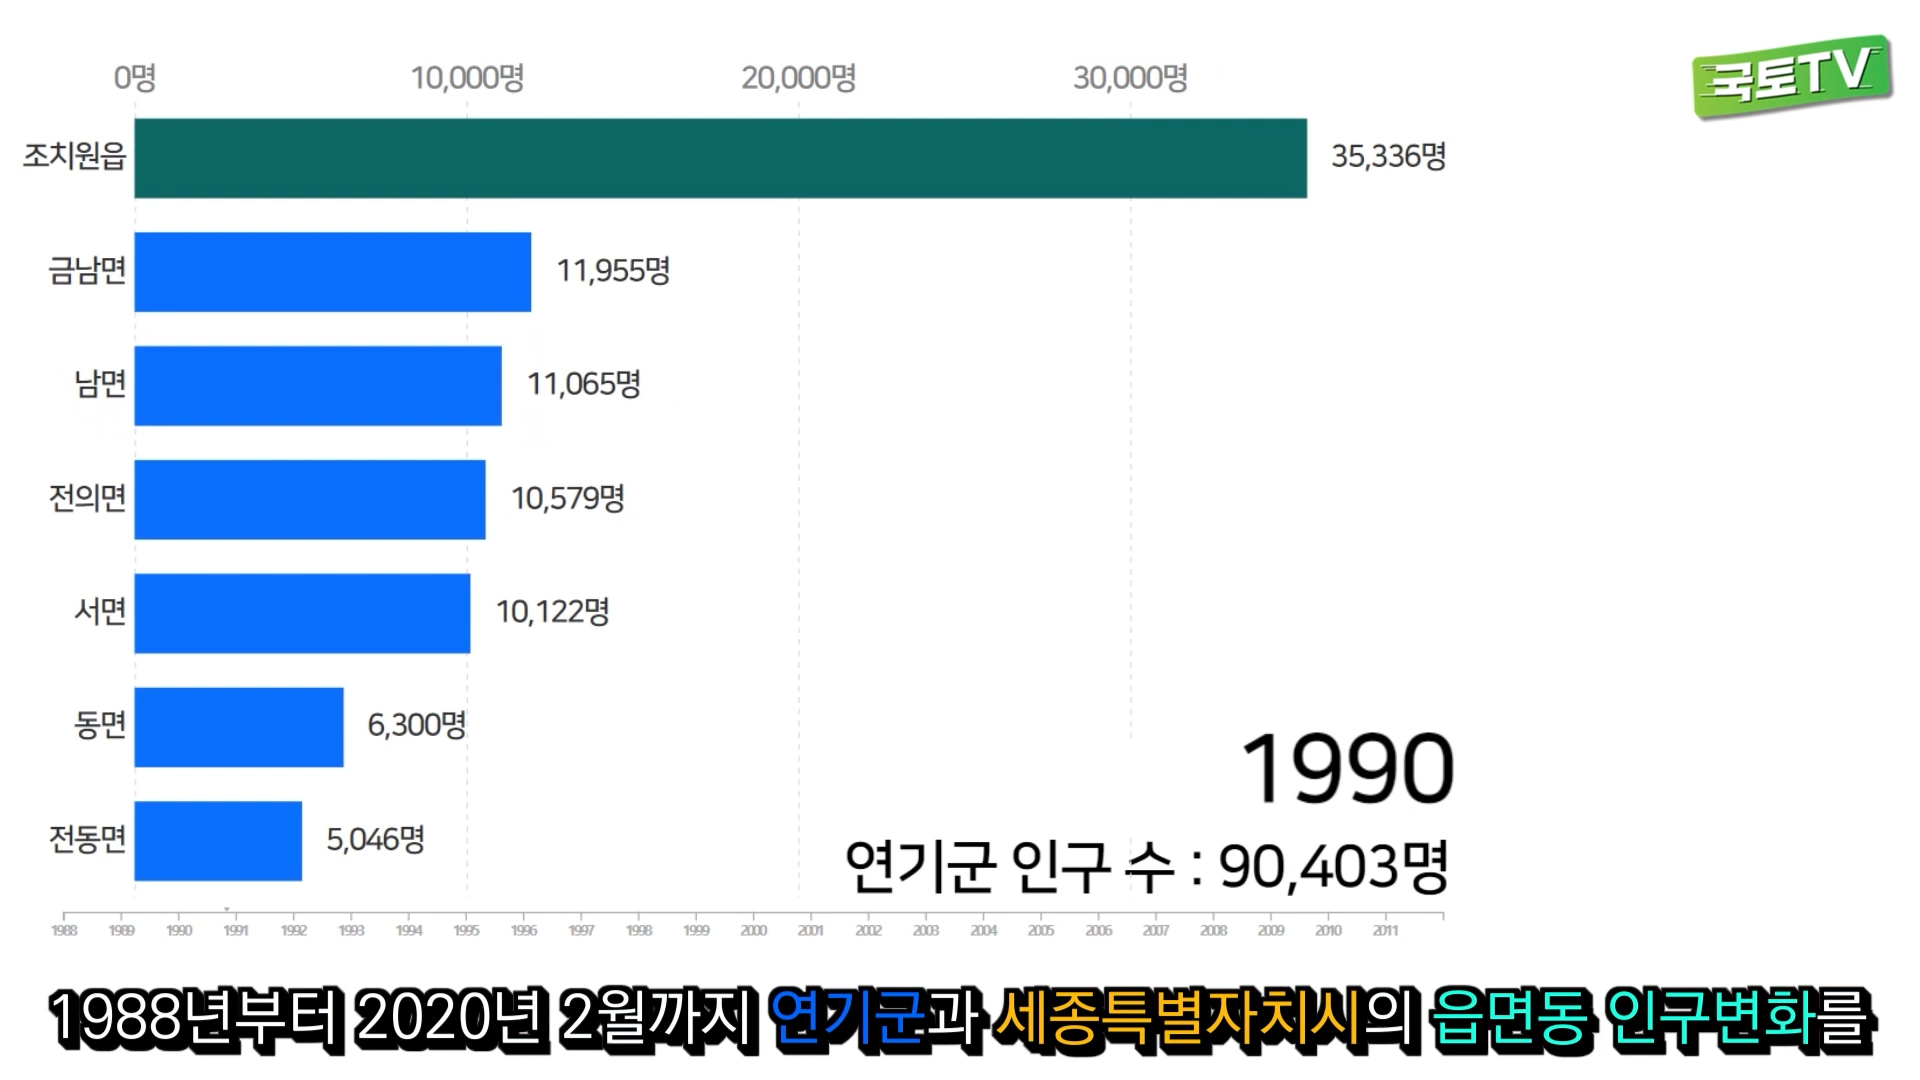 국토TV
0명 10,000명 20,000명 30,000명
조치원읍 35,336명
금남면 11,955명
남면 11,065명
전의면 10,579명
서면 10,122명
동면 6,300명
전동면 5,046명
1990
연기군 인구 수 : 90,403명
1988 1989 1990 1991 1992 1993 1994 1995 1996 1997 1998 1999 2000 2001 2002 2003 2004 2005 2006 2007 2008 2009 2010 2011
1988년부터 2020년 2월까지 연기군과 세종특별자치시의 읍면동 인구변화를